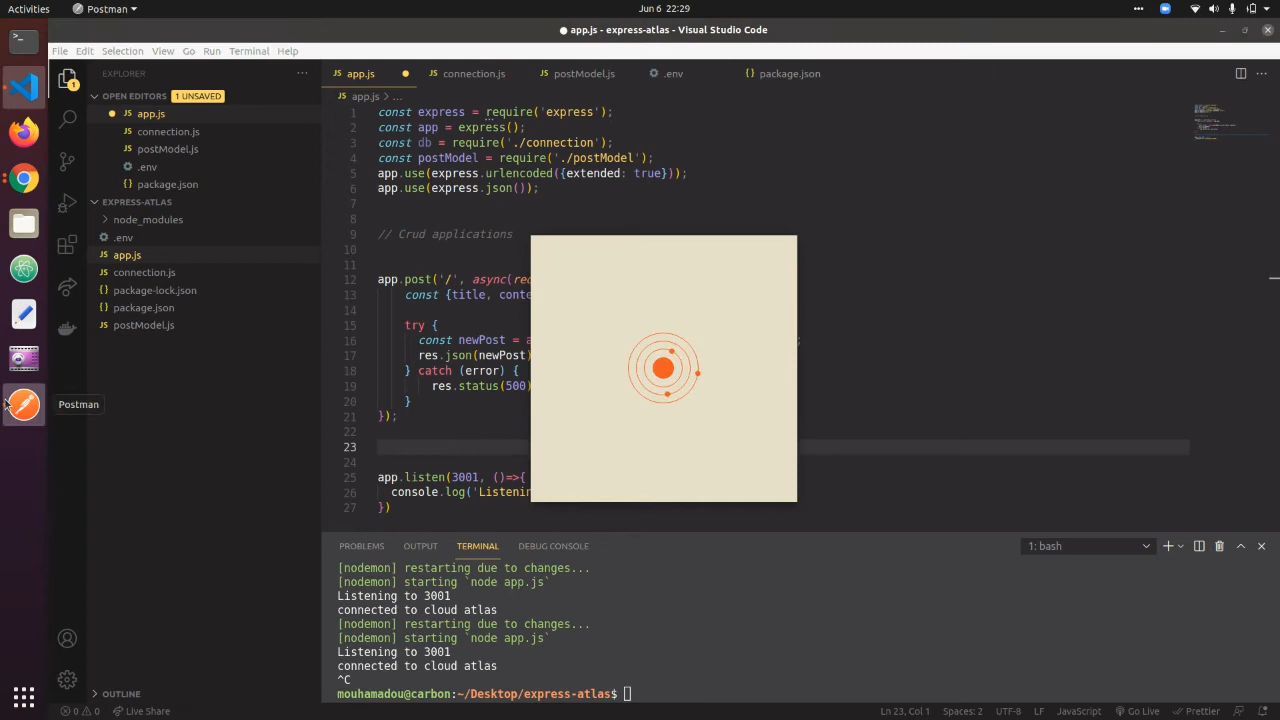 Activities
Postman
Jun 6 22:29
app.js - express-atlas - Visual Studio Code
File Edit Selection View Go Run Terminal Help
EXPLORER
OPEN EDITORS 1 UNSAVED
JS app.js
JS connection.js
JS postModel.js
.env
{} package.json
EXPRESS-ATLAS
node_modules
.env
JS app.js
JS connection.js
{} package-lock.json
{} package.json
JS postModel.js
OUTLINE
1
Postman
JS app.js JS connection.js JS postModel.js .env {} package.json
JS app.js > ...
1 const express = require('express');
2 const app = express();
3 const db = require('./connection');
4 const postModel = require('./postModel');
5 app.use(express.urlencoded({extended: true}));
6 app.use(express.json());
7
8
9 // Crud applications
10
11
12 app.post('/', async(req
13 const {title, conte
14
15 try {
16 const newPost = a ;
17 res.json(newPost)
18 } catch (error) {
19 res.status(500)
20 }
21 });
22
23
24
25 app.listen(3001, ()=>{
26 console.log('Listenin
27 })
PROBLEMS OUTPUT TERMINAL DEBUG CONSOLE
1: bash
[nodemon] restarting due to changes...
[nodemon] starting `node app.js`
Listening to 3001
connected to cloud atlas
[nodemon] restarting due to changes...
[nodemon] starting `node app.js`
Listening to 3001
connected to cloud atlas
^C
mouhamadou@carbon:~/Desktop/express-atlas$
0 0 Live Share
Ln 23, Col 1 Spaces: 2 UTF-8 LF JavaScript Go Live Prettier